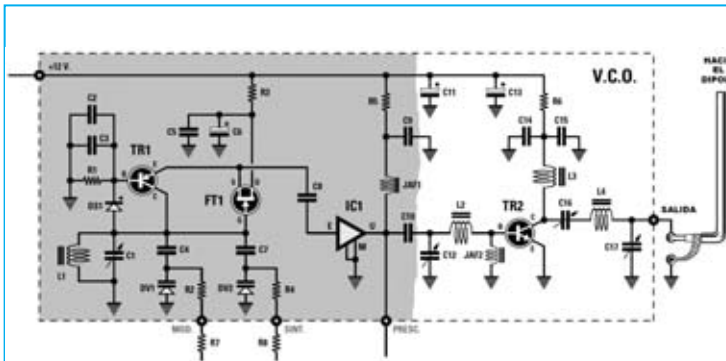 +12 V.
V.C.O.
HACIA
EL
DIPOLO
C2
C3
R1
TR1
B
E
C
DZ1
L1
C1
C5
C6
R3
FT1
G
C4
C7
DV1
DV2
R2
R4
C8
IC1
E
U
M
R5
C9
JAF1
C10
C11
C13
C12
L2
JAF2
TR2
B
C
E
R6
C14
C15
L3
C16
L4
C17
SALIDA
MOD.
SINT.
PRESC.
R7
R8